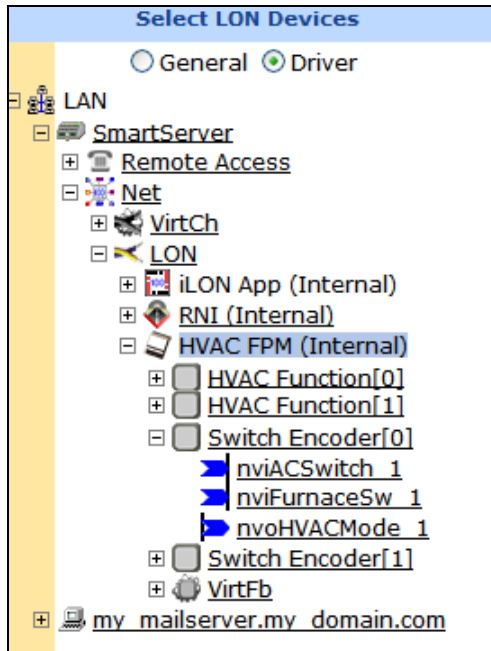 Select LON Devices
General Driver
LAN
SmartServer
Remote Access
Net
VirtCh
LON
iLON App (Internal)
RNI (Internal)
HVAC FPM (Internal)
HVAC Function[0]
HVAC Function[1]
Switch Encoder[0]
nviACSwitch_1
nviFurnaceSw_1
nvoHVACMode_1
Switch Encoder[1]
VirtFb
my_mailserver.my_domain.com